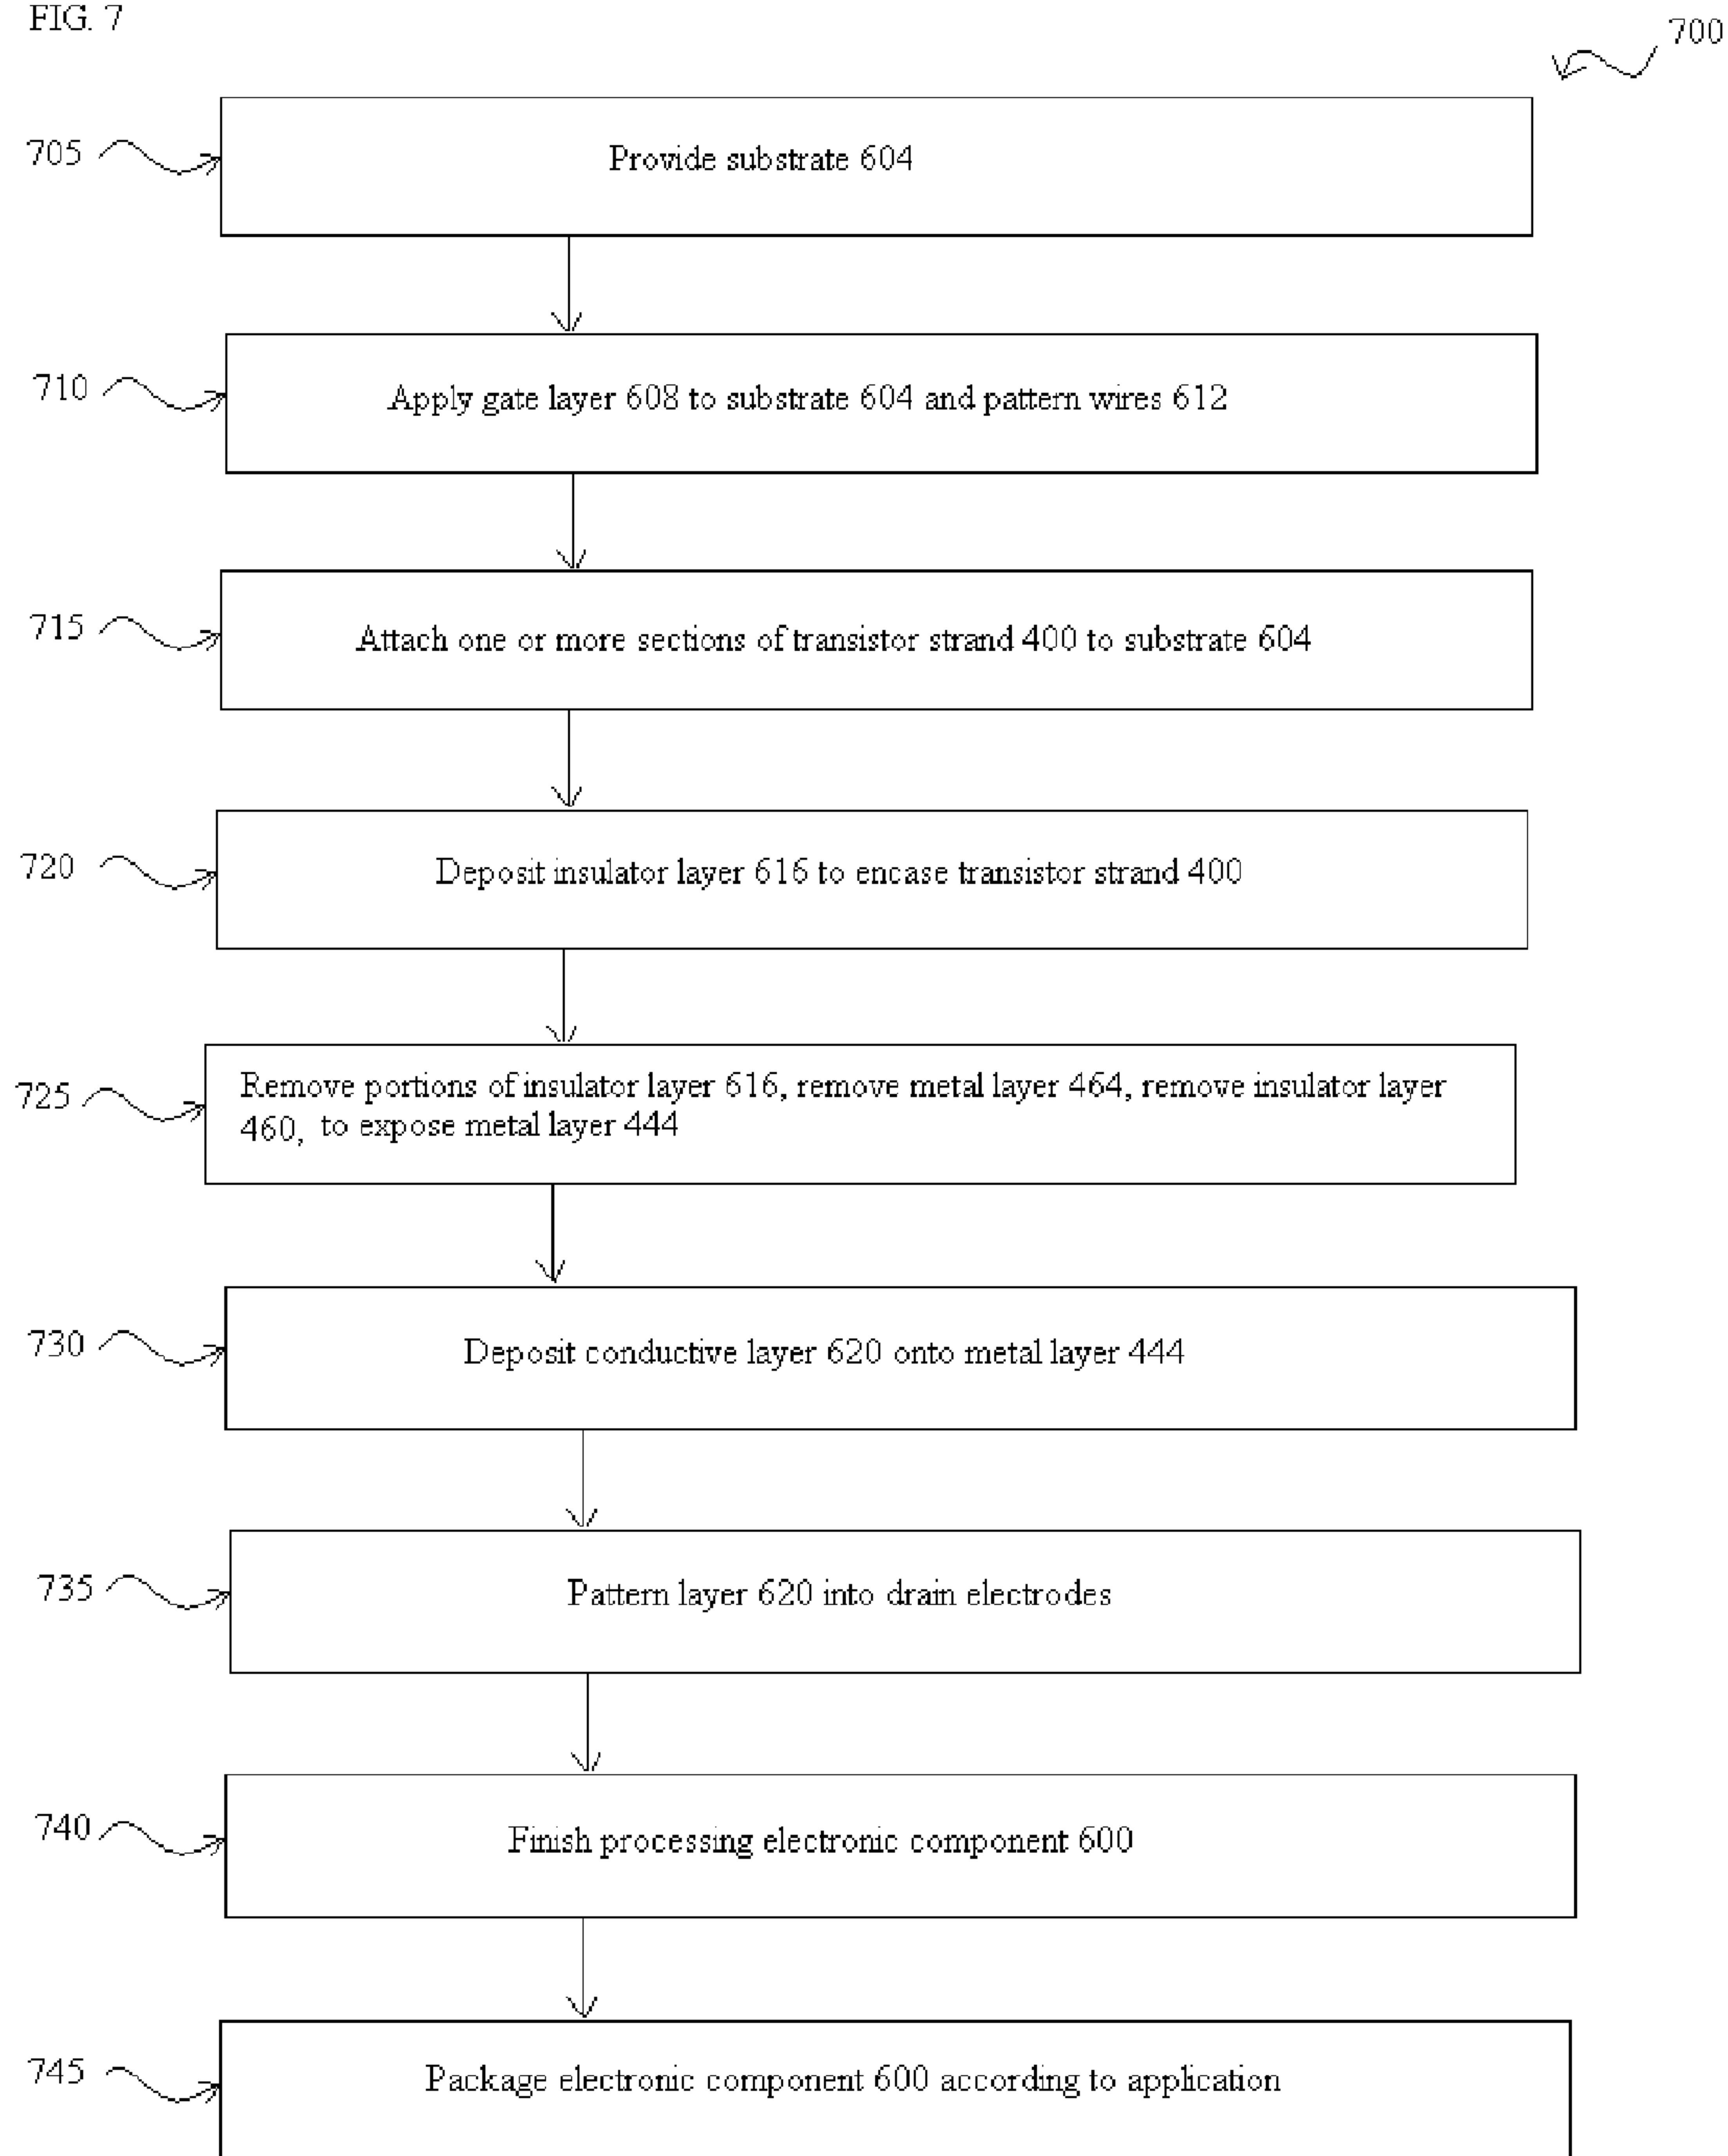 FIG. 7
700
705
Provide substrate 604
710
Apply gate layer 608 to substrate 604 and pattern wires 612
715
Attach one or more sections of transistor strand 400 to substrate 604
720
Deposit insulator layer 616 to encase transistor strand 400
725
Remove portions of insulator layer 616, remove metal layer 464, remove insulator layer
460, to expose metal layer 444
730
Deposit conductive layer 620 onto metal layer 444
735
Pattern layer 620 into drain electrodes
740
Finish processing electronic component 600
745
Package electronic component 600 according to application